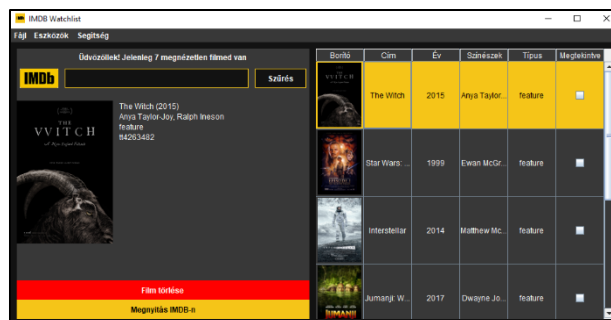 IMDB Watchlist
Fájl Eszközök Segítség
Üdvözöllek! Jelenleg 7 megnézetlen filmed van
IMDb
Szűrés
THE
VVITCH
The Witch (2015)
Anya Taylor-Joy, Ralph Ineson
feature
tt4263482
Film törlése
Megnyitás IMDB-n
Borító Cím Év Színészek Típus Megtekintve
VVITCH
The Witch 2015 Anya Taylor... feature
Star Wars: ... 1999 Ewan McGr... feature
Interstellar 2014 Matthew Mc... feature
Jumanji: W... 2017 Dwayne Jo... feature
JUMANJI